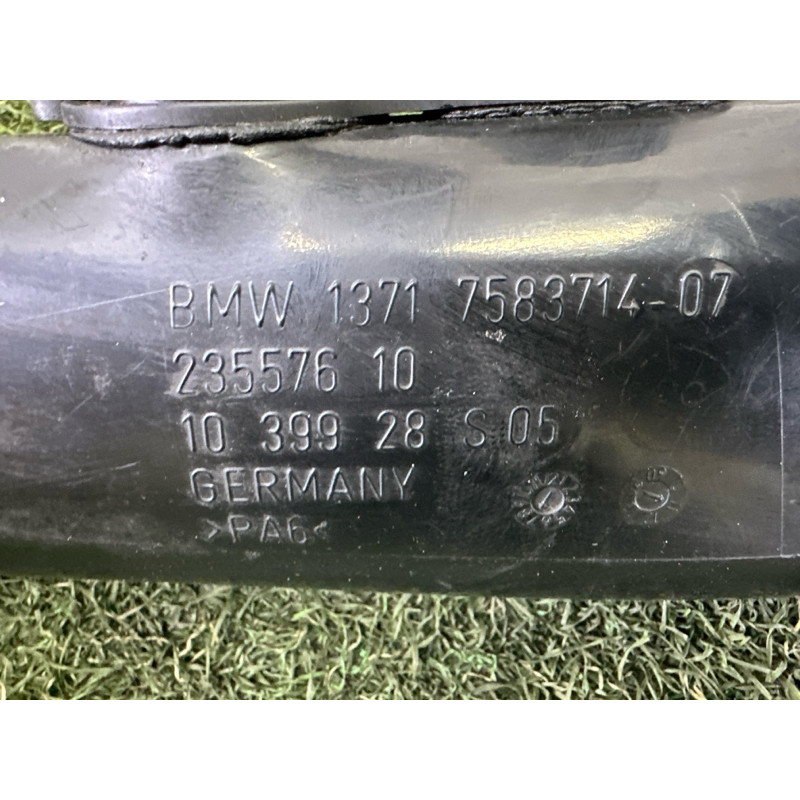 BMW 1371 7583714-07
235576 10
10 399 28 S 05
GERMANY
>PA6<